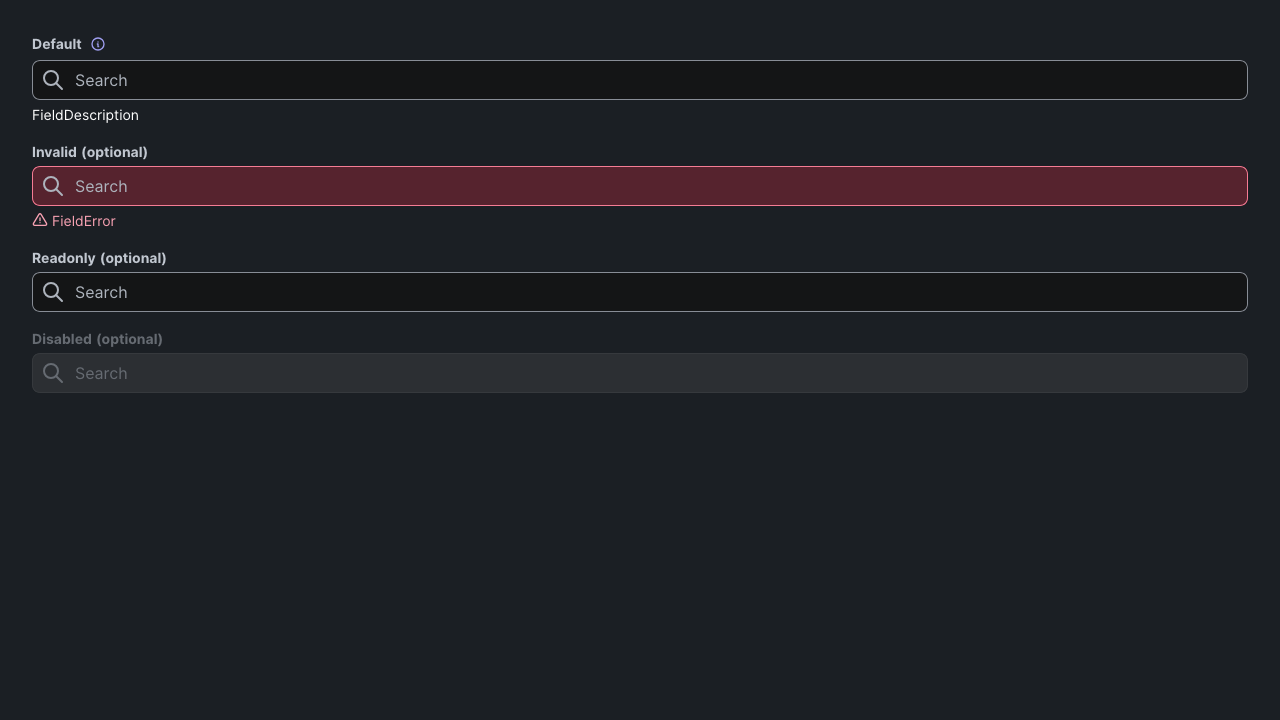 Default
Search
FieldDescription
Invalid (optional)
Search
FieldError
Readonly (optional)
Search
Disabled (optional)
Search